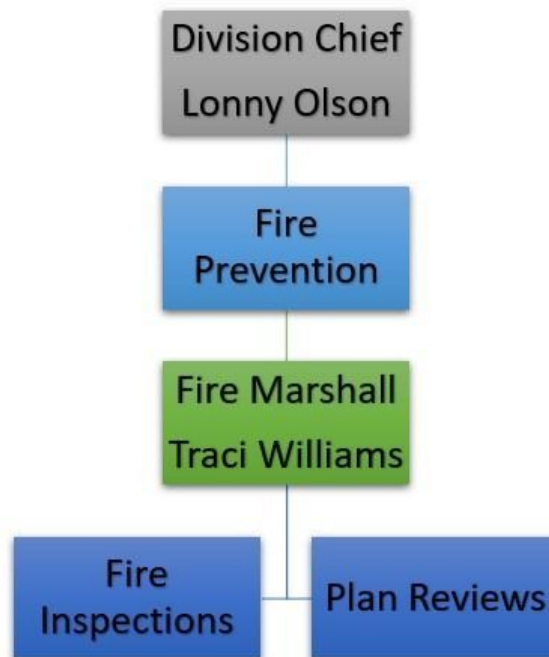 Division Chief
Lonny Olson
Fire
Prevention
Fire Marshall
Traci Williams
Fire
Inspections
Plan Reviews